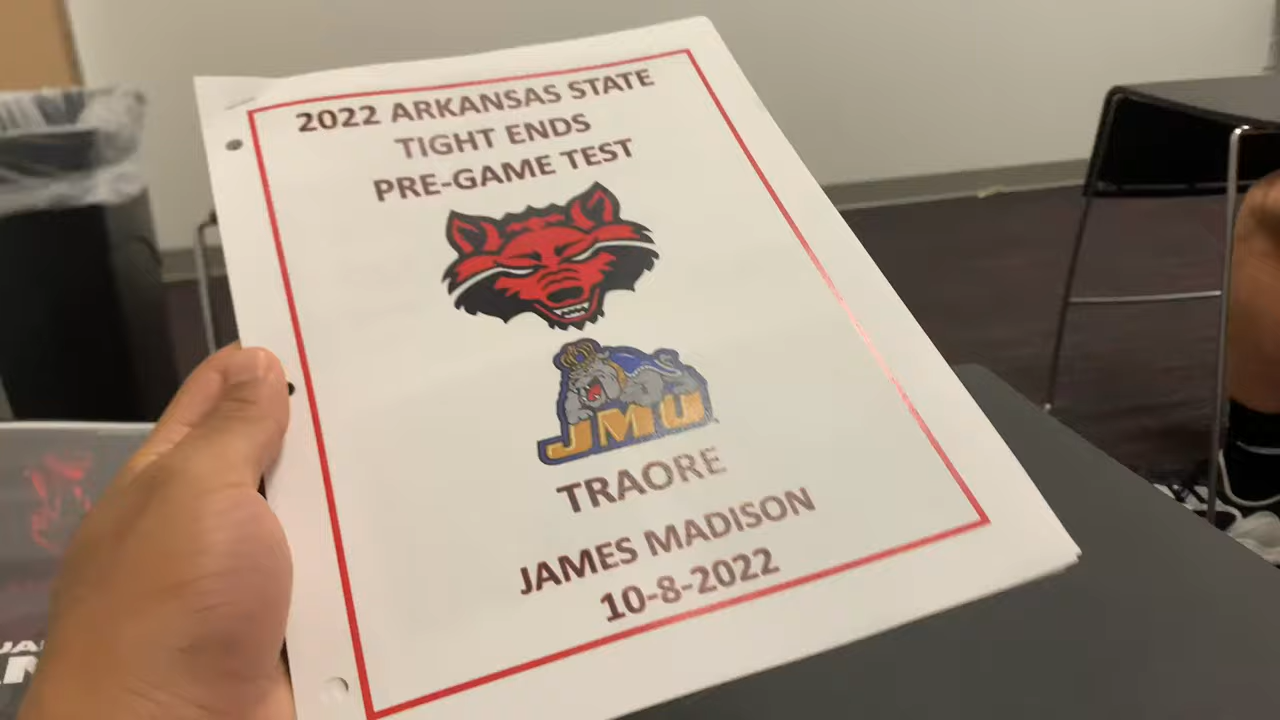 2022 ARKANSAS STATE
TIGHT ENDS
PRE-GAME TEST
JMU
TRAORE
JAMES MADISON
10-8-2022